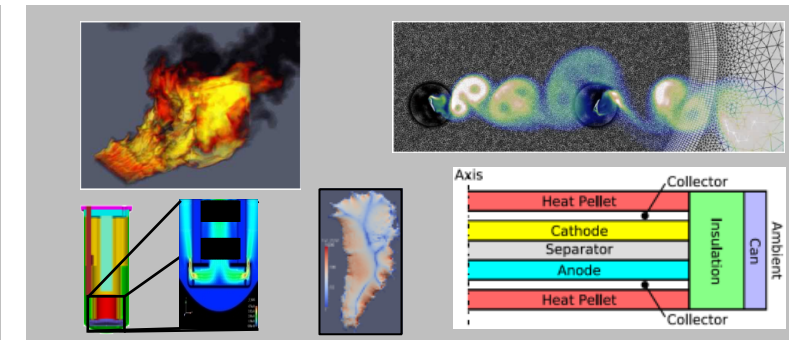 Axis
Collector
Heat Pellet
Cathode
Separator
Anode
Heat Pellet
Collector
Insulation
Can
Ambient